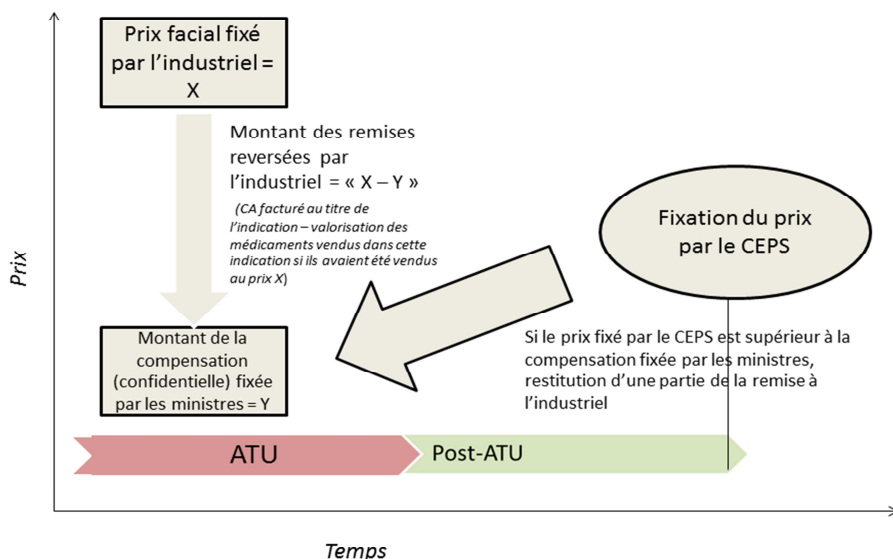 Prix facial fixé
par l’industriel =
X
Montant des remises
reversées par
l’industriel = « X – Y »
(CA facturé au titre de
l’indication – valorisation des
médicaments vendus dans cette
indication si ils avaient été vendus
au prix X)
Fixation du prix
par le CEPS
Prix
Montant de la
compensation
(confidentielle) fixée
par les ministres = Y
Si le prix fixé par le CEPS est supérieur à la
compensation fixée par les ministres,
restitution d’une partie de la remise à
l’industriel
ATU
Post-ATU
Temps